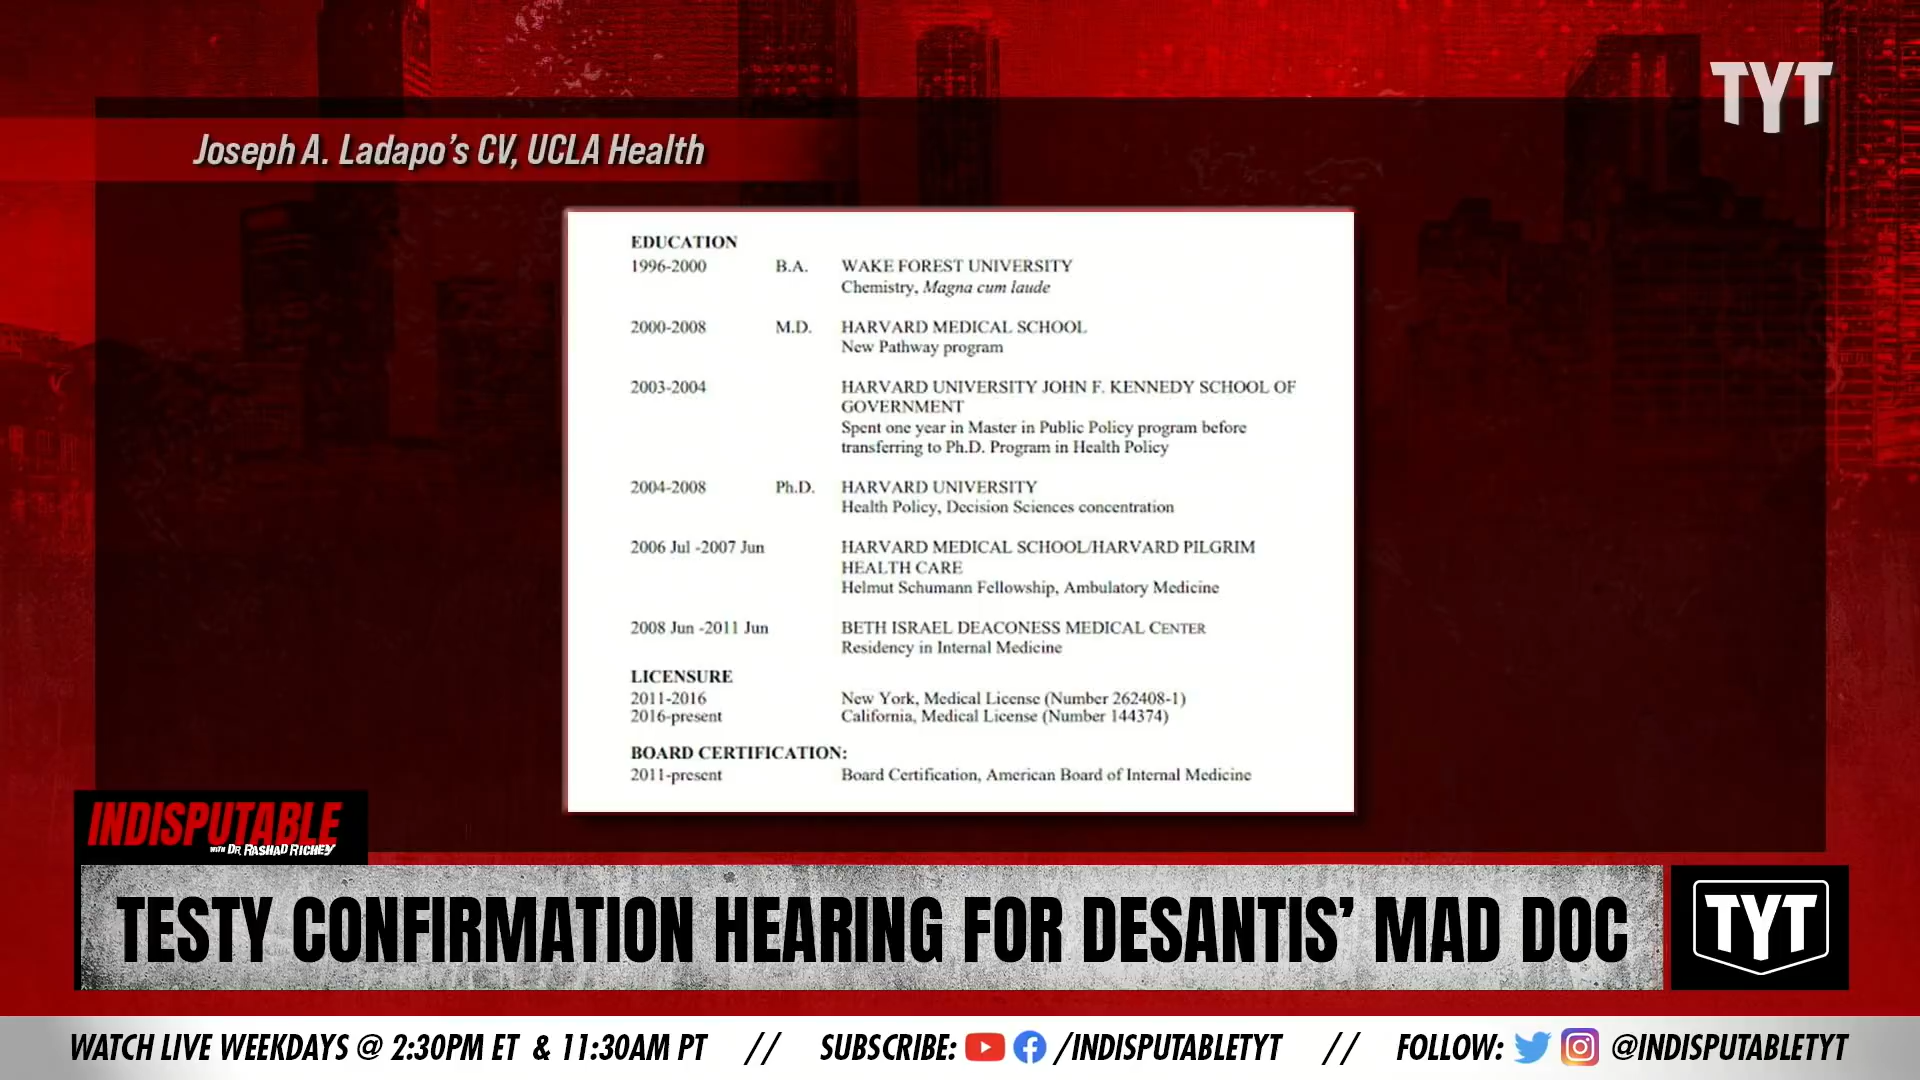 TYT
Joseph A. Ladapo's CV, UCLA Health
EDUCATION
1996-2000 B.A. WAKE FOREST UNIVERSITY
Chemistry, Magna cum laude
2000-2008 M.D. HARVARD MEDICAL SCHOOL
New Pathway program
2003-2004 HARVARD UNIVERSITY JOHN F. KENNEDY SCHOOL OF
GOVERNMENT
Spent one year in Master in Public Policy program before
transferring to Ph.D. Program in Health Policy
2004-2008 Ph.D. HARVARD UNIVERSITY
Health Policy, Decision Sciences concentration
2006 Jul -2007 Jun HARVARD MEDICAL SCHOOL/HARVARD PILGRIM
HEALTH CARE
Helmut Schumann Fellowship, Ambulatory Medicine
2008 Jun -2011 Jun BETH ISRAEL DEACONESS MEDICAL CENTER
Residency in Internal Medicine
LICENSURE
2011-2016 New York, Medical License (Number 262408-1)
2016-present California, Medical License (Number 144374)
BOARD CERTIFICATION:
2011-present Board Certification, American Board of Internal Medicine
INDISPUTABLE
WITH DR RASHAD RICHEY
TESTY CONFIRMATION HEARING FOR DESANTIS' MAD DOC
TYT
WATCH LIVE WEEKDAYS @ 2:30PM ET & 11:30AM PT // SUBSCRIBE: /INDISPUTABLETYT // FOLLOW: @INDISPUTABLETYT